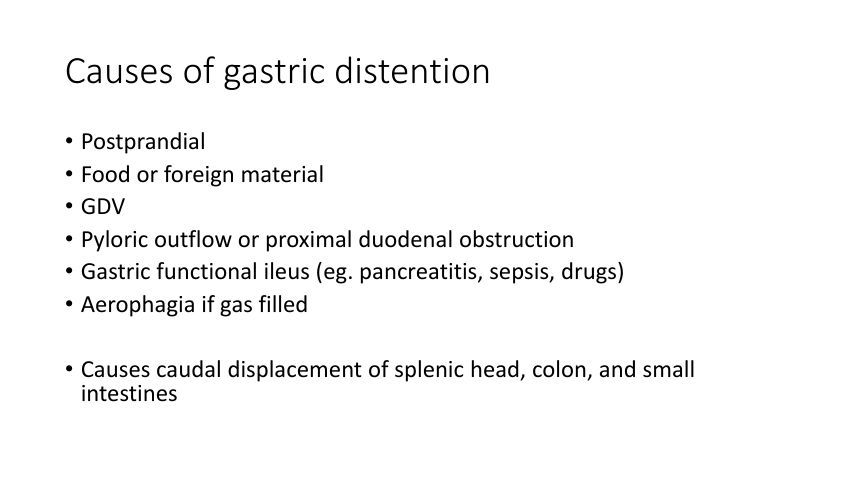 Causes of gastric distention
• Postprandial
• Food or foreign material
• GDV
• Pyloric outflow or proximal duodenal obstruction
• Gastric functional ileus (eg. pancreatitis, sepsis, drugs)
• Aerophagia if gas filled
• Causes caudal displacement of splenic head, colon, and small
intestines